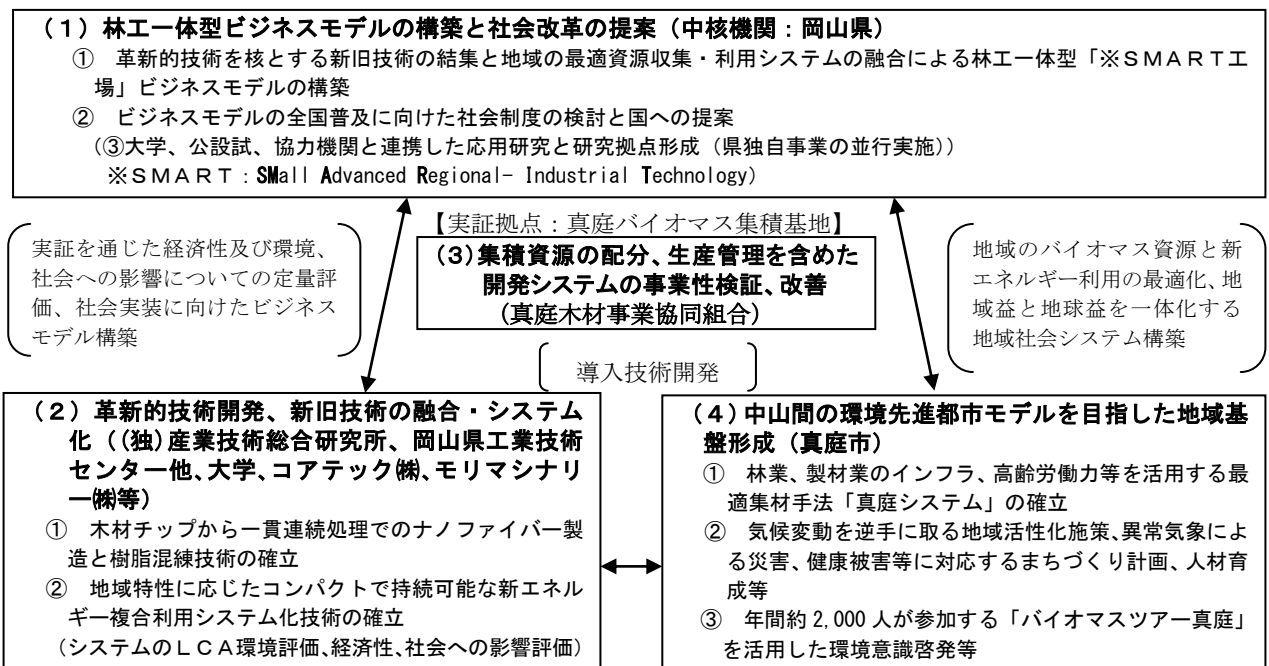 （１）林工一体型ビジネスモデルの構築と社会改革の提案（中核機関：岡山県）
① 革新的技術を核とする新旧技術の結集と地域の最適資源収集・利用システムの融合による林工一体型「※ＳＭＡＲＴ工
場」ビジネスモデルの構築
② ビジネスモデルの全国普及に向けた社会制度の検討と国への提案
（③大学、公設試、協力機関と連携した応用研究と研究拠点形成（県独自事業の並行実施））
※ＳＭＡＲＴ：SMall Advanced Regional- Industrial Technology）
実証を通じた経済性及び環境、
社会への影響についての定量評
価、社会実装に向けたビジネス
モデル構築
【実証拠点：真庭バイオマス集積基地】
（３）集積資源の配分、生産管理を含めた
開発システムの事業性検証、改善
（真庭木材事業協同組合）
地域のバイオマス資源と新
エネルギー利用の最適化、地
域益と地球益を一体化する
地域社会システム構築
導入技術開発
（２）革新的技術開発、新旧技術の融合・システム
化（（独）産業技術総合研究所、岡山県工業技術
センター他、大学、コアテック㈱、モリマシナリ
ー㈱等）
① 木材チップから一貫連続処理でのナノファイバー製
造と樹脂混練技術の確立
② 地域特性に応じたコンパクトで持続可能な新エネル
ギー複合利用システム化技術の確立
（システムのＬＣＡ環境評価、経済性、社会への影響評価）
（４）中山間の環境先進都市モデルを目指した地域基
盤形成（真庭市）
① 林業、製材業のインフラ、高齢労働力等を活用する最
適集材手法「真庭システム」の確立
② 気候変動を逆手に取る地域活性化施策、異常気象によ
る災害、健康被害等に対応するまちづくり計画、人材育
成等
③ 年間約 2,000 人が参加する「バイオマスツアー真庭」
を活用した環境意識啓発等